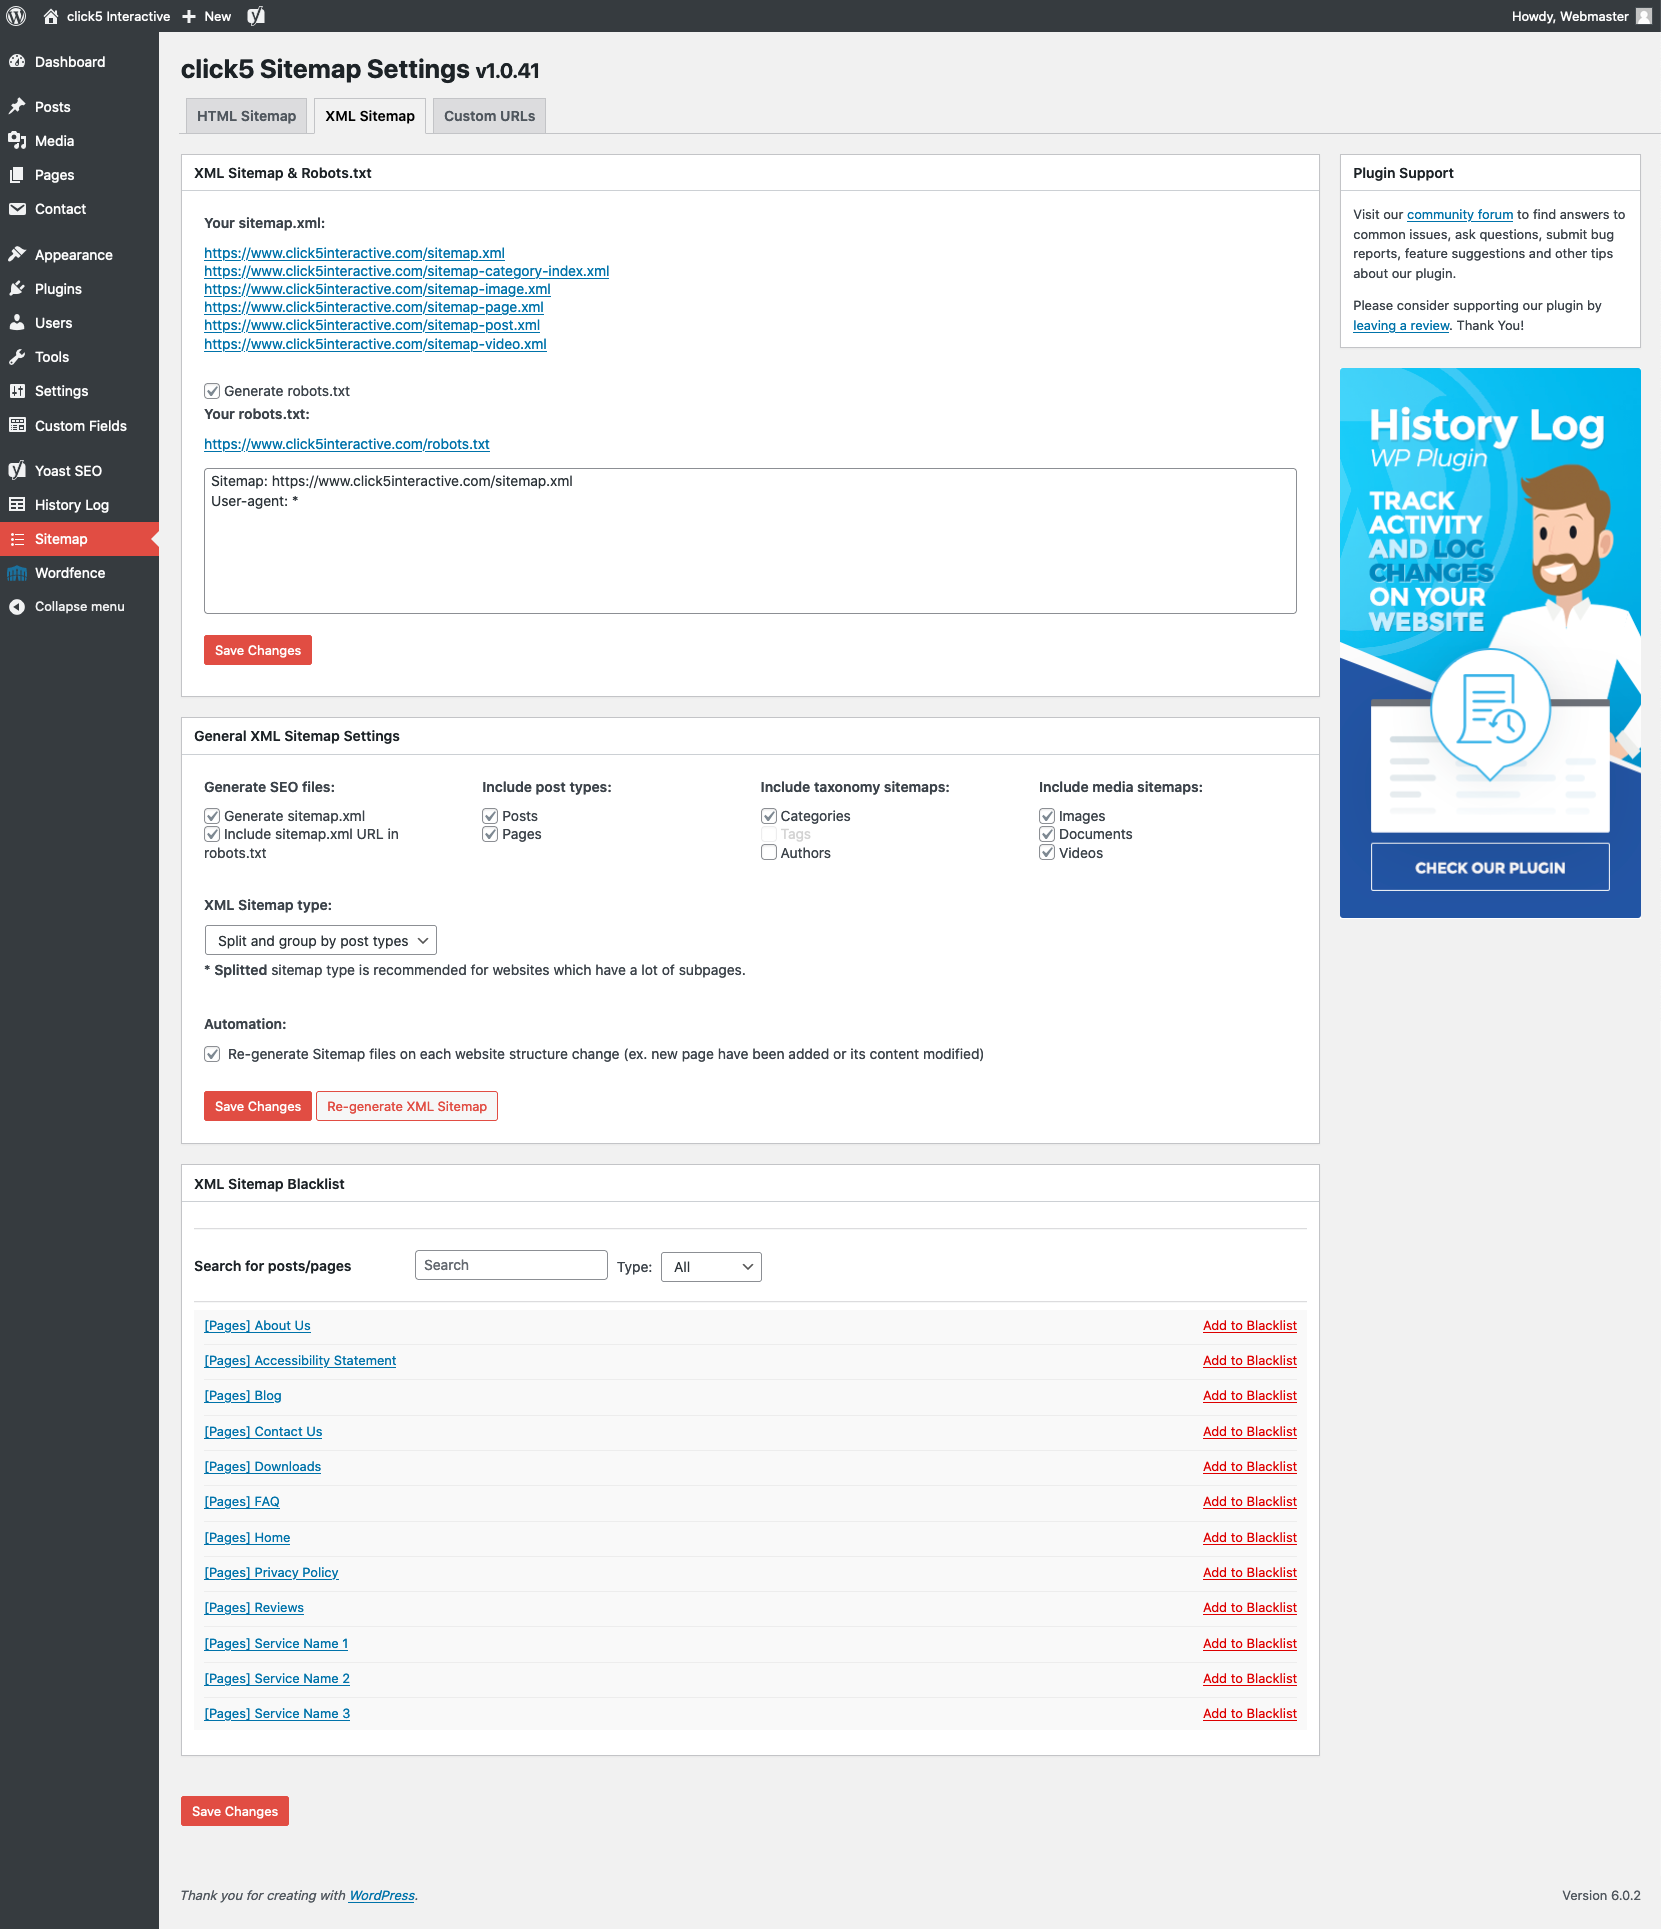 click5 Interactive
New
Howdy, Webmaster
Dashboard
Posts
Media
Pages
Contact
Appearance
Plugins
Users
Tools
Settings
Custom Fields
Yoast SEO
History Log
Sitemap
Wordfence
Collapse menu
click5 Sitemap Settings v1.0.41
HTML Sitemap
XML Sitemap
Custom URLs
XML Sitemap & Robots.txt
Your sitemap.xml:
https://www.click5interactive.com/sitemap.xml
https://www.click5interactive.com/sitemap-category-index.xml
https://www.click5interactive.com/sitemap-image.xml
https://www.click5interactive.com/sitemap-page.xml
https://www.click5interactive.com/sitemap-post.xml
https://www.click5interactive.com/sitemap-video.xml
Generate robots.txt
Your robots.txt:
https://www.click5interactive.com/robots.txt
Sitemap: https://www.click5interactive.com/sitemap.xml
User-agent: *
Save Changes
General XML Sitemap Settings
Generate SEO files:
Generate sitemap.xml
Include sitemap.xml URL in
robots.txt
Include post types:
Posts
Pages
Include taxonomy sitemaps:
Categories
Tags
Authors
Include media sitemaps:
Images
Documents
Videos
XML Sitemap type:
Split and group by post types
* Splitted sitemap type is recommended for websites which have a lot of subpages.
Automation:
Re-generate Sitemap files on each website structure change (ex. new page have been added or its content modified)
Save Changes
Re-generate XML Sitemap
XML Sitemap Blacklist
Search for posts/pages
Search
Type:
All
[Pages] About Us
Add to Blacklist
[Pages] Accessibility Statement
Add to Blacklist
[Pages] Blog
Add to Blacklist
[Pages] Contact Us
Add to Blacklist
[Pages] Downloads
Add to Blacklist
[Pages] FAQ
Add to Blacklist
[Pages] Home
Add to Blacklist
[Pages] Privacy Policy
Add to Blacklist
[Pages] Reviews
Add to Blacklist
[Pages] Service Name 1
Add to Blacklist
[Pages] Service Name 2
Add to Blacklist
[Pages] Service Name 3
Add to Blacklist
Save Changes
Plugin Support
Visit our community forum to find answers to
common issues, ask questions, submit bug
reports, feature suggestions and other tips
about our plugin.
Please consider supporting our plugin by
leaving a review. Thank You!
History Log
WP Plugin
TRACK
ACTIVITY
AND LOG
CHANGES
ON YOUR
WEBSITE
CHECK OUR PLUGIN
Thank you for creating with WordPress.
Version 6.0.2